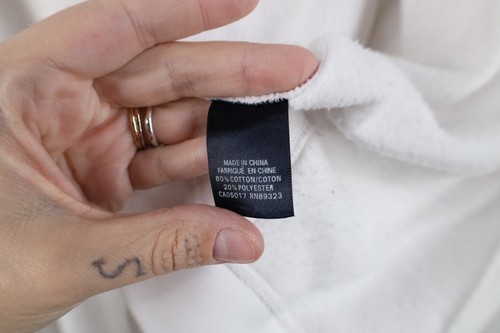 MADE IN CHINA
FABRIQUÉ EN CHINE
80% COTTON/COTON
20% POLYESTER
CA05017 RN89323